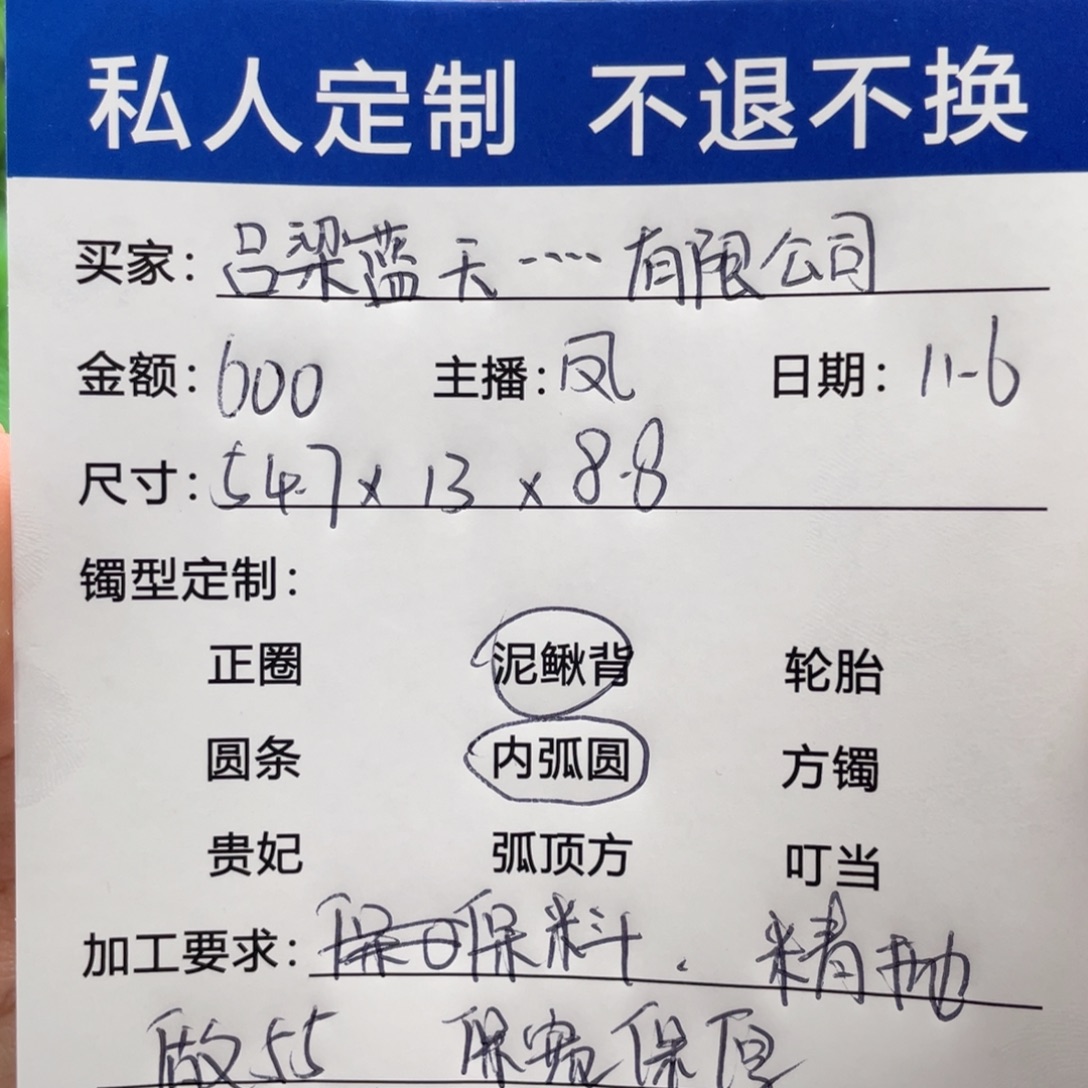 私人定制 不退不换
买家：吕梁蓝天····有限公司
金额：600 主播：凤 日期：11-6
尺寸：54.7x13x8.8
镯型定制：
正圈 泥鳅背 轮胎
圆条 内弧圆 方镯
贵妃 弧顶方 叮当
加工要求：保料. 精抛
做55 保宽保厚